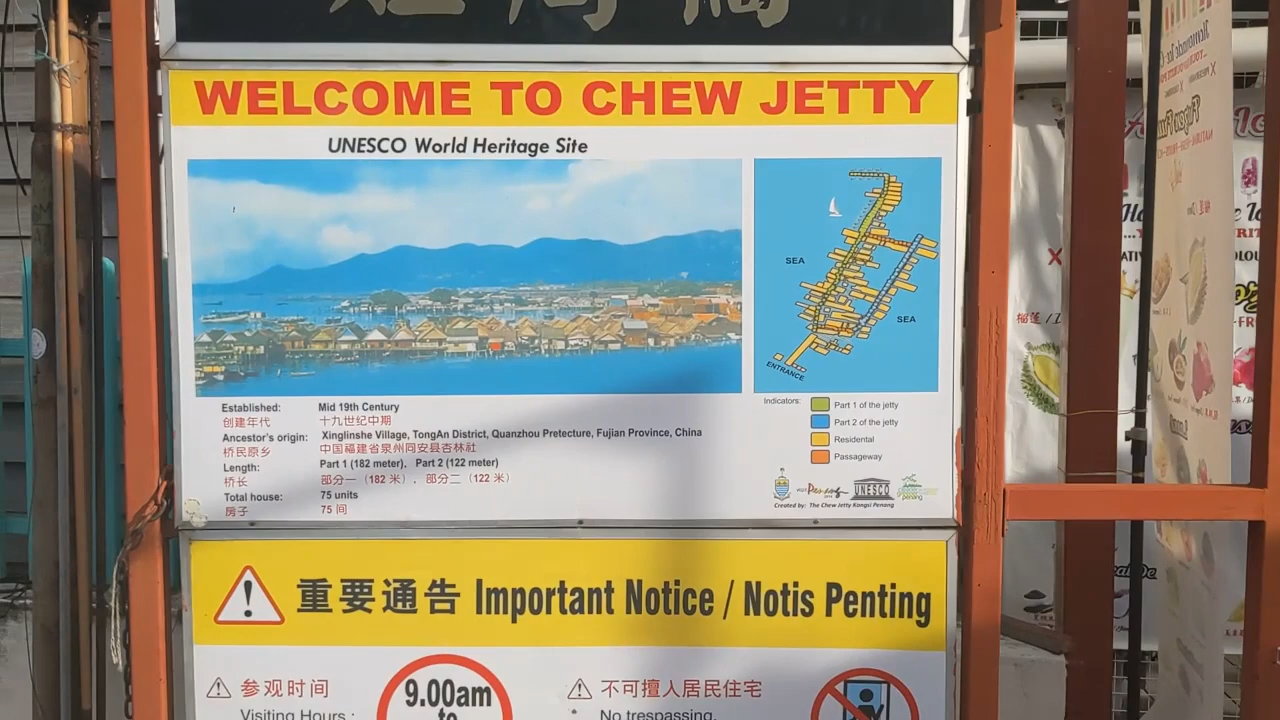 WELCOME TO CHEW JETTY
UNESCO World Heritage Site
SEA
SEA
ENTRANCE
Established: Mid 19th Century
创建年代 十九世纪中期
Ancestor's origin: Xinglinshe Village, TongAn District, Quanzhou Pretecture, Fujian Province, China
桥民原乡 中国福建省泉州同安县杏林社
Length: Part 1 (182 meter), Part 2 (122 meter)
桥长 部分一（182 米）, 部分二（122 米）
Total house: 75 units
房子 75 间
Indicators: Part 1 of the jetty
Part 2 of the jetty
Residental
Passageway
Penang
UNESCO
penang
Created by: The Chew Jetty Kongsi Penang
重要通告 Important Notice / Notis Penting
参观时间
Visiting Hours :
9.00am
to
不可擅入居民住宅
No trespassing.